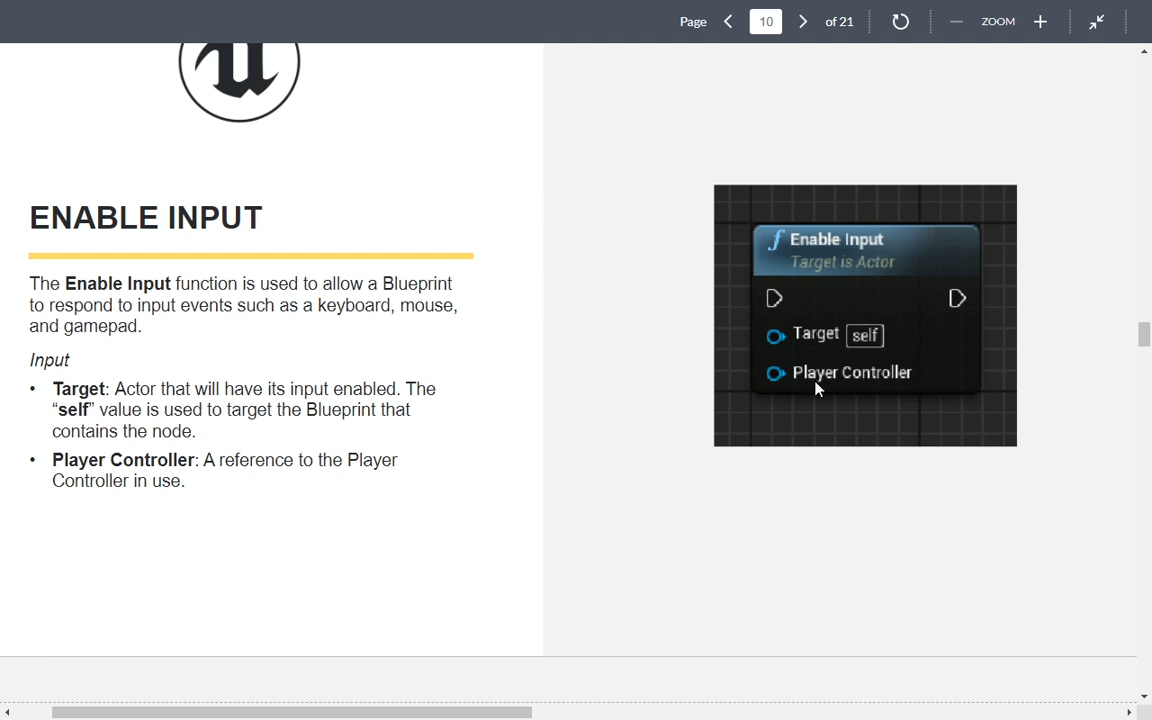 Page 10 of 21 ZOOM
ENABLE INPUT
The Enable Input function is used to allow a Blueprint
to respond to input events such as a keyboard, mouse,
and gamepad.
Input
• Target: Actor that will have its input enabled. The
“self” value is used to target the Blueprint that
contains the node.
• Player Controller: A reference to the Player
Controller in use.
f Enable Input
Target is Actor
Target self
Player Controller